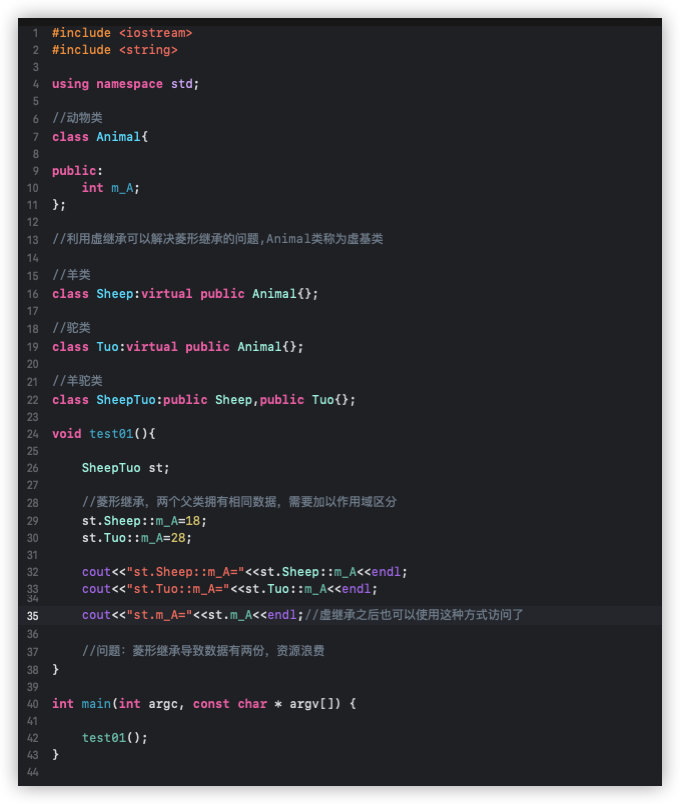 1 #include <iostream>
2 #include <string>
3
4 using namespace std;
5
6 //动物类
7 class Animal{
8
9 public:
10     int m_A;
11 };
12
13 //利用虚继承可以解决菱形继承的问题,Animal类称为虚基类
14
15 //羊类
16 class Sheep:virtual public Animal{};
17
18 //驼类
19 class Tuo:virtual public Animal{};
20
21 //羊驼类
22 class SheepTuo:public Sheep,public Tuo{};
23
24 void test01(){
25
26     SheepTuo st;
27
28     //菱形继承，两个父类拥有相同数据，需要加以作用域区分
29     st.Sheep::m_A=18;
30     st.Tuo::m_A=28;
31
32     cout<<"st.Sheep::m_A="<<st.Sheep::m_A<<endl;
33     cout<<"st.Tuo::m_A="<<st.Tuo::m_A<<endl;
34
35     cout<<"st.m_A="<<st.m_A<<endl;//虚继承之后也可以使用这种方式访问了
36
37     //问题：菱形继承导致数据有两份，资源浪费
38 }
39
40 int main(int argc, const char * argv[]) {
41
42     test01();
43 }
44